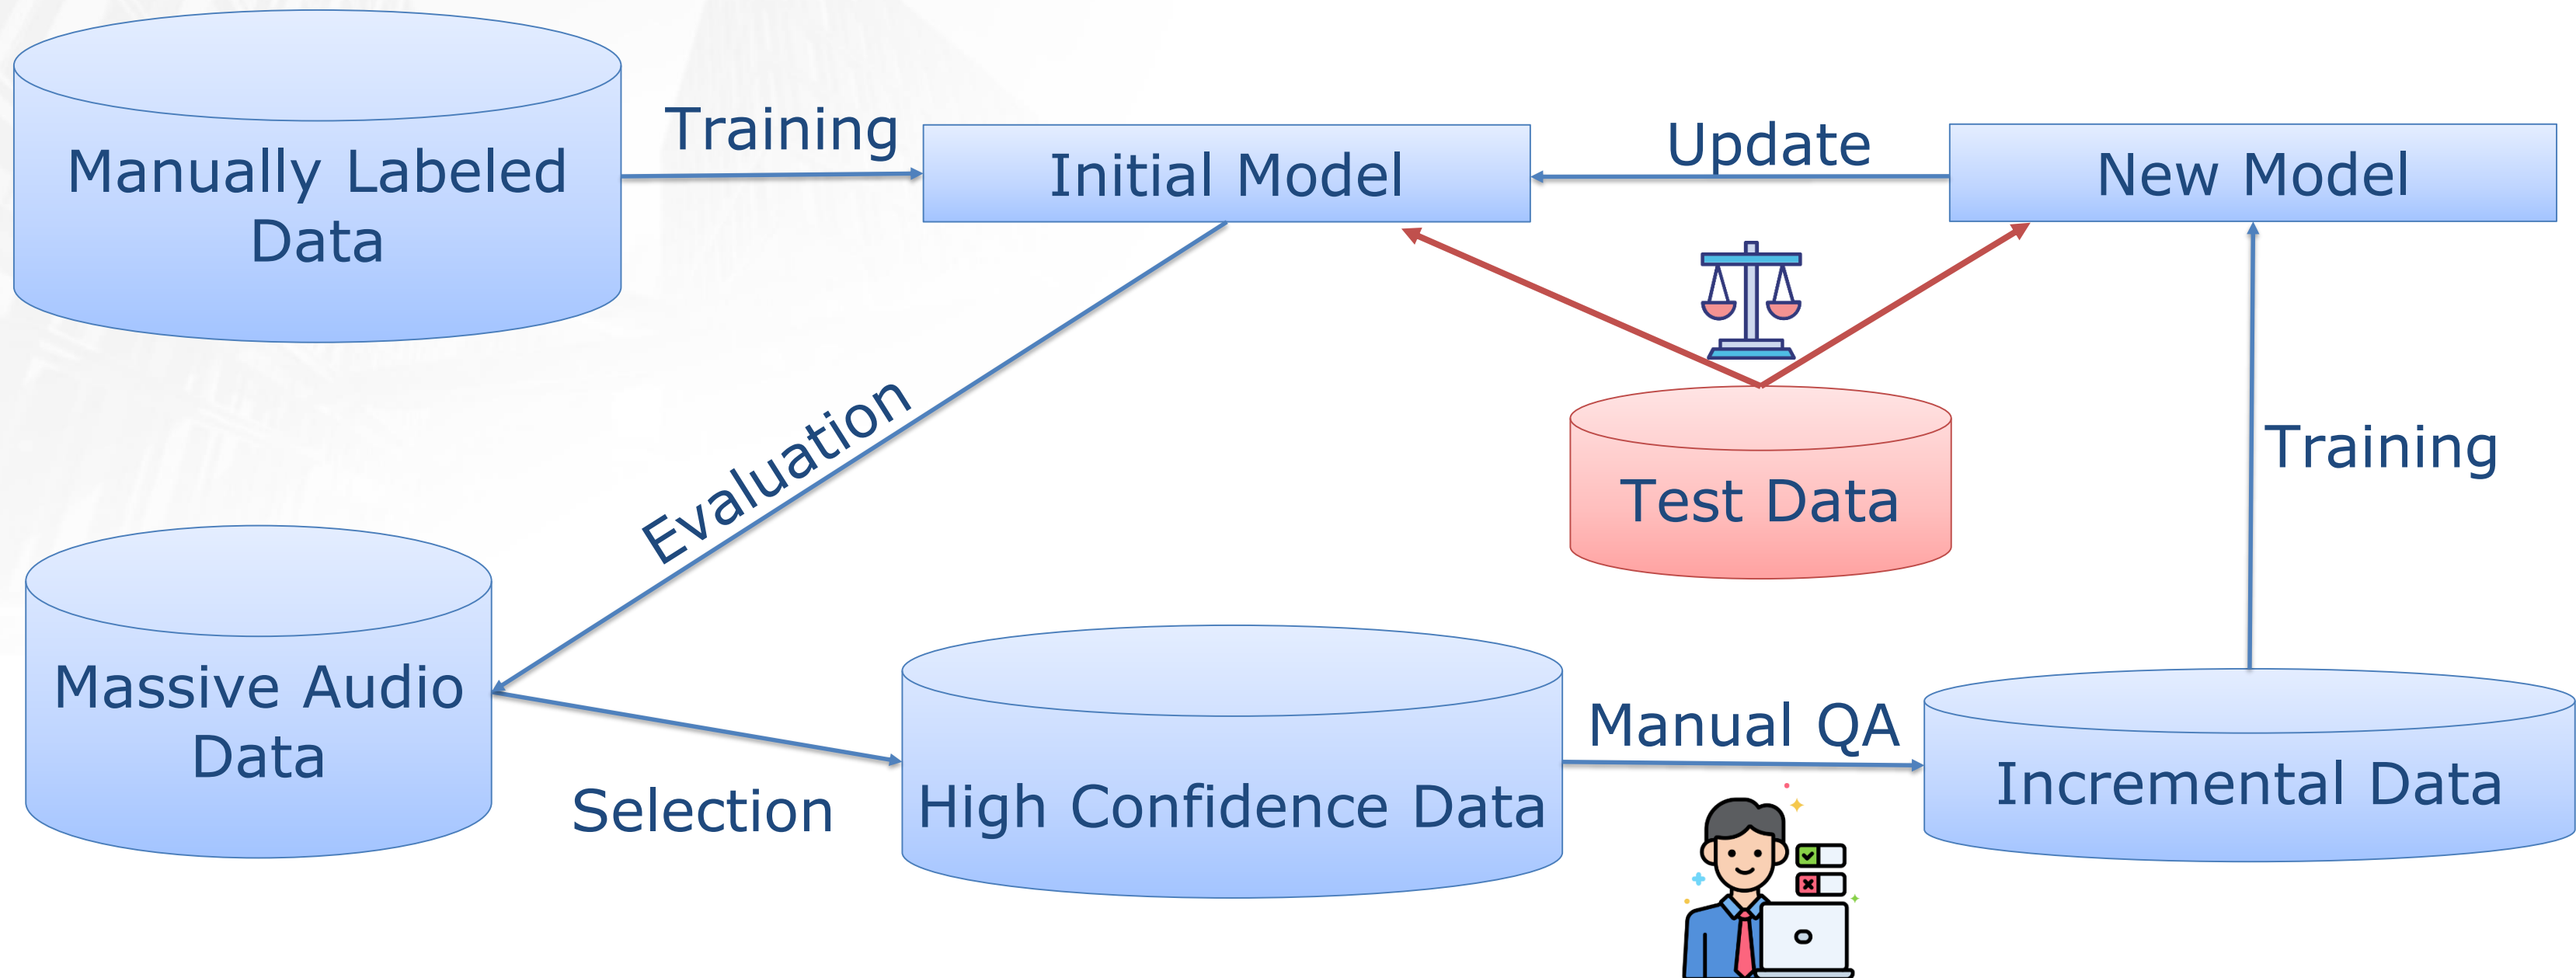 Manually Labeled
Data
Training
Initial Model
Update
New Model
Evaluation
Test Data
Training
Massive Audio
Data
Selection
High Confidence Data
Manual QA
Incremental Data